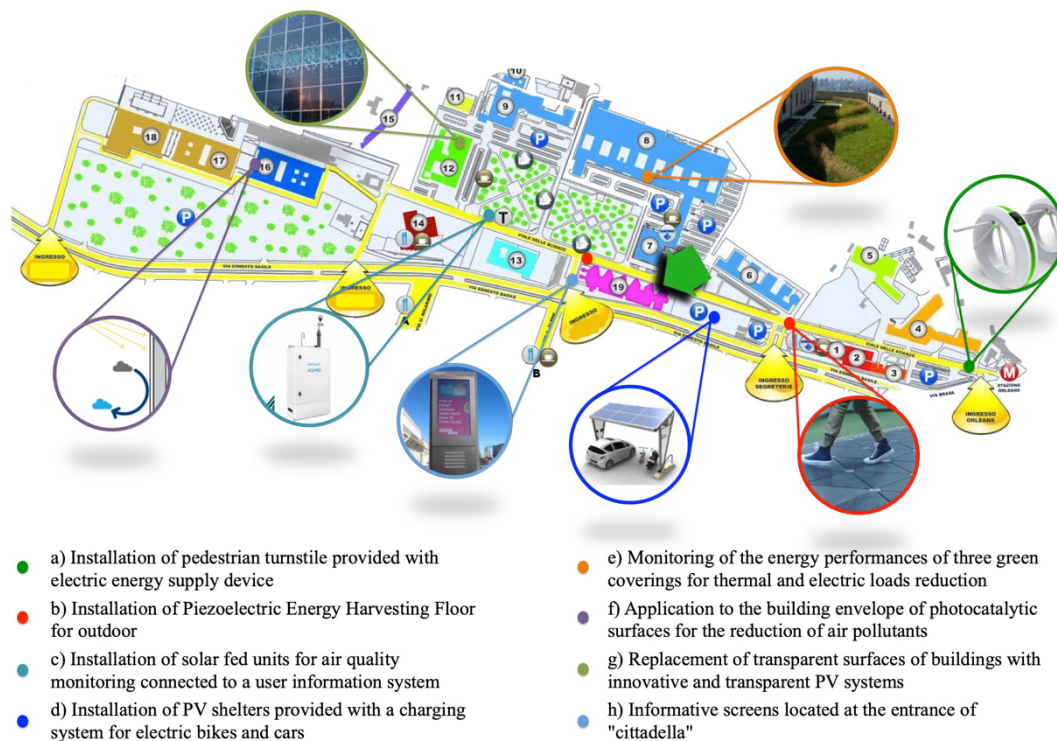 10
11
9
8
15
P
18
12
17
16
P
T
14
P
7
P
P
5
13
6
VIALE DELLE SCIENZE
INGRESSO
VIA ERNESTO BASILE
19
4
INGRESSO
P
VIALE DELLE SCIENZE
A
INGRESSO
VIA ERNESTO BASILE
P
1
2
3
P
M
STAZIONE
ORLEANS
B
INGRESSO
SEGRETERIE
VIA ERNESTO BASILE
VIA BRASA
INGRESSO
ORLEANS
a) Installation of pedestrian turnstile provided with
electric energy supply device
b) Installation of Piezoelectric Energy Harvesting Floor
for outdoor
c) Installation of solar fed units for air quality
monitoring connected to a user information system
d) Installation of PV shelters provided with a charging
system for electric bikes and cars
e) Monitoring of the energy performances of three green
coverings for thermal and electric loads reduction
f) Application to the building envelope of photocatalytic
surfaces for the reduction of air pollutants
g) Replacement of transparent surfaces of buildings with
innovative and transparent PV systems
h) Informative screens located at the entrance of
"cittadella"